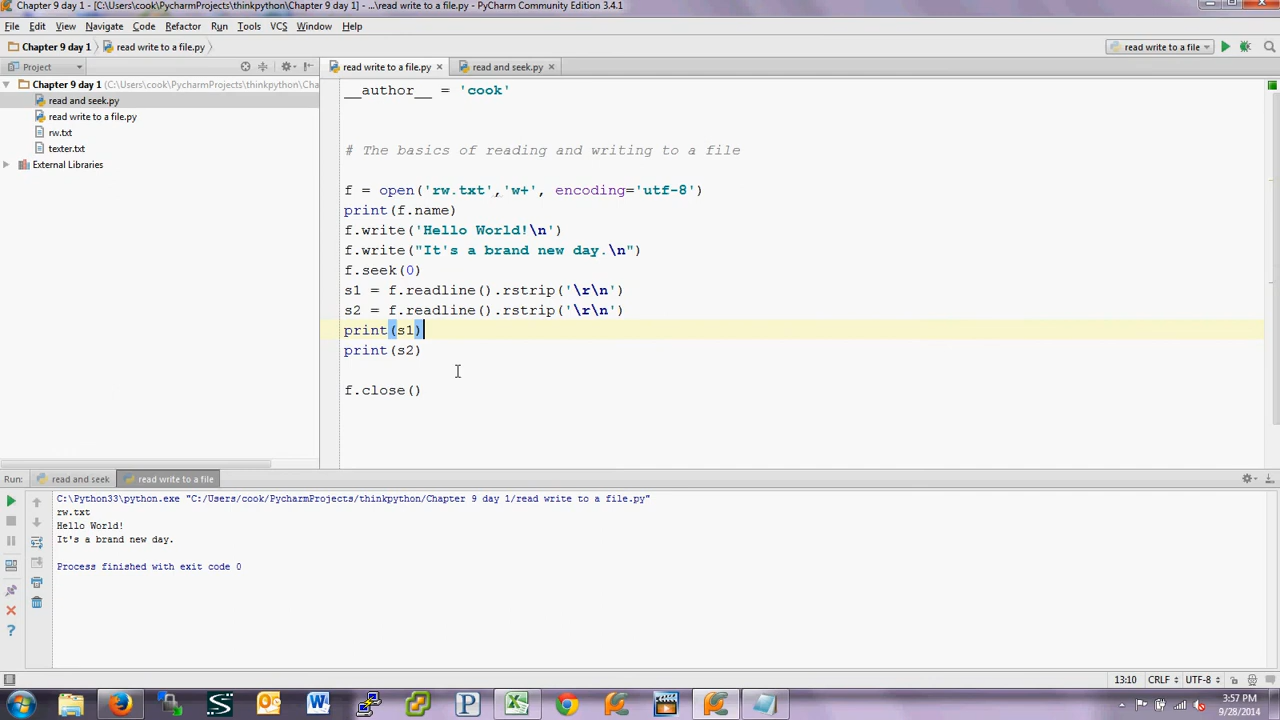 Chapter 9 day 1 - [C:\Users\cook\PycharmProjects\thinkpython\Chapter 9 day 1] - ...\read write to a file.py - PyCharm Community Edition 3.4.1
File Edit View Navigate Code Refactor Run Tools VCS Window Help
Chapter 9 day 1 read write to a file.py
read write to a file
Project
read write to a file.py × read and seek.py ×
Chapter 9 day 1 (C:\Users\cook\PycharmProjects\thinkpython\Cha
read and seek.py
read write to a file.py
rw.txt
texter.txt
External Libraries
__author__ = 'cook'
# The basics of reading and writing to a file
f = open('rw.txt','w+', encoding='utf-8')
print(f.name)
f.write('Hello World!\n')
f.write("It's a brand new day.\n")
f.seek(0)
s1 = f.readline().rstrip('\r\n')
s2 = f.readline().rstrip('\r\n')
print(s1)
print(s2)
f.close()
Run: read and seek read write to a file
C:\Python33\python.exe "C:/Users/cook/PycharmProjects/thinkpython/Chapter 9 day 1/read write to a file.py"
rw.txt
Hello World!
It's a brand new day.
Process finished with exit code 0
13:10 CRLF UTF-8
3:57 PM
9/28/2014